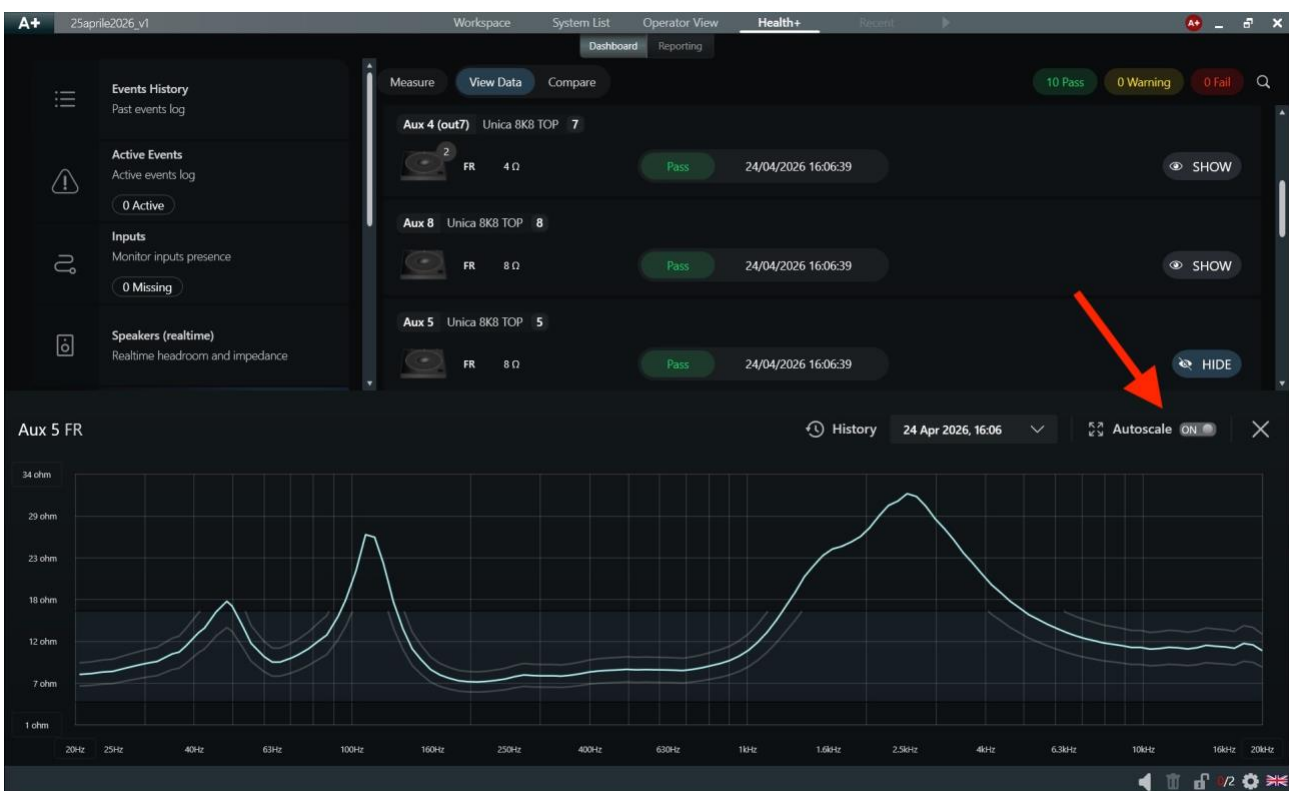 A+ 25aprile2026_v1 Workspace System List Operator View Health+ Recent A+
Dashboard Reporting
Events History
Past events log
Active Events
Active events log
0 Active
Inputs
Monitor inputs presence
0 Missing
Speakers (realtime)
Realtime headroom and impedance
Measure View Data Compare 10 Pass 0 Warning 0 Fail
Aux 4 (out7) Unica 8K8 TOP 7
2
FR 4 Ω Pass 24/04/2026 16:06:39 SHOW
Aux 8 Unica 8K8 TOP 8
FR 8 Ω Pass 24/04/2026 16:06:39 SHOW
Aux 5 Unica 8K8 TOP 5
FR 8 Ω Pass 24/04/2026 16:06:39 HIDE
Aux 5 FR History 24 Apr 2026, 16:06 Autoscale ON
34 ohm
29 ohm
23 ohm
18 ohm
12 ohm
7 ohm
1 ohm
20Hz 25Hz 40Hz 63Hz 100Hz 160Hz 250Hz 400Hz 630Hz 1kHz 1.6kHz 2.5kHz 4kHz 6.3kHz 10kHz 16kHz 20kHz
0/2